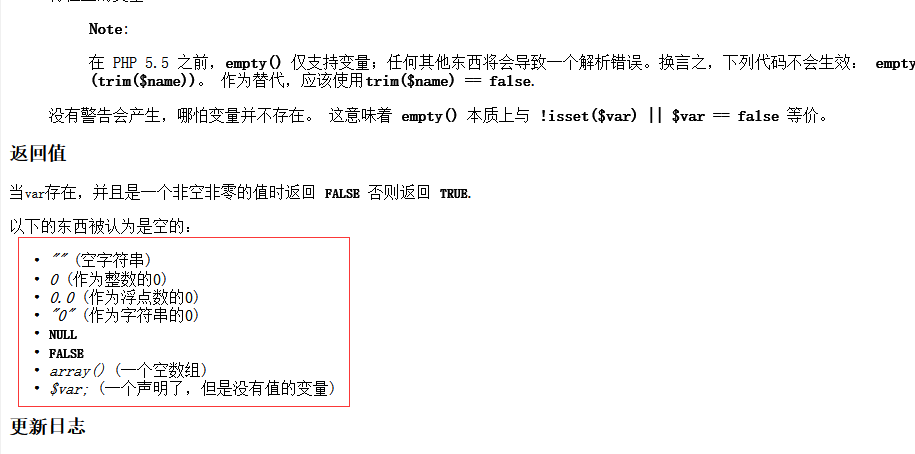 Note:
在 PHP 5.5 之前，empty() 仅支持变量；任何其他东西将会导致一个解析错误。换言之，下列代码不会生效： empty
(trim($name))。 作为替代，应该使用trim($name) == false.
没有警告会产生，哪怕变量并不存在。 这意味着 empty() 本质上与 !isset($var) || $var == false 等价。
返回值
当var存在，并且是一个非空非零的值时返回 FALSE 否则返回 TRUE.
以下的东西被认为是空的：
• "" (空字符串)
• 0 (作为整数的0)
• 0.0 (作为浮点数的0)
• "0" (作为字符串的0)
• NULL
• FALSE
• array() (一个空数组)
• $var; (一个声明了，但是没有值的变量)
更新日志